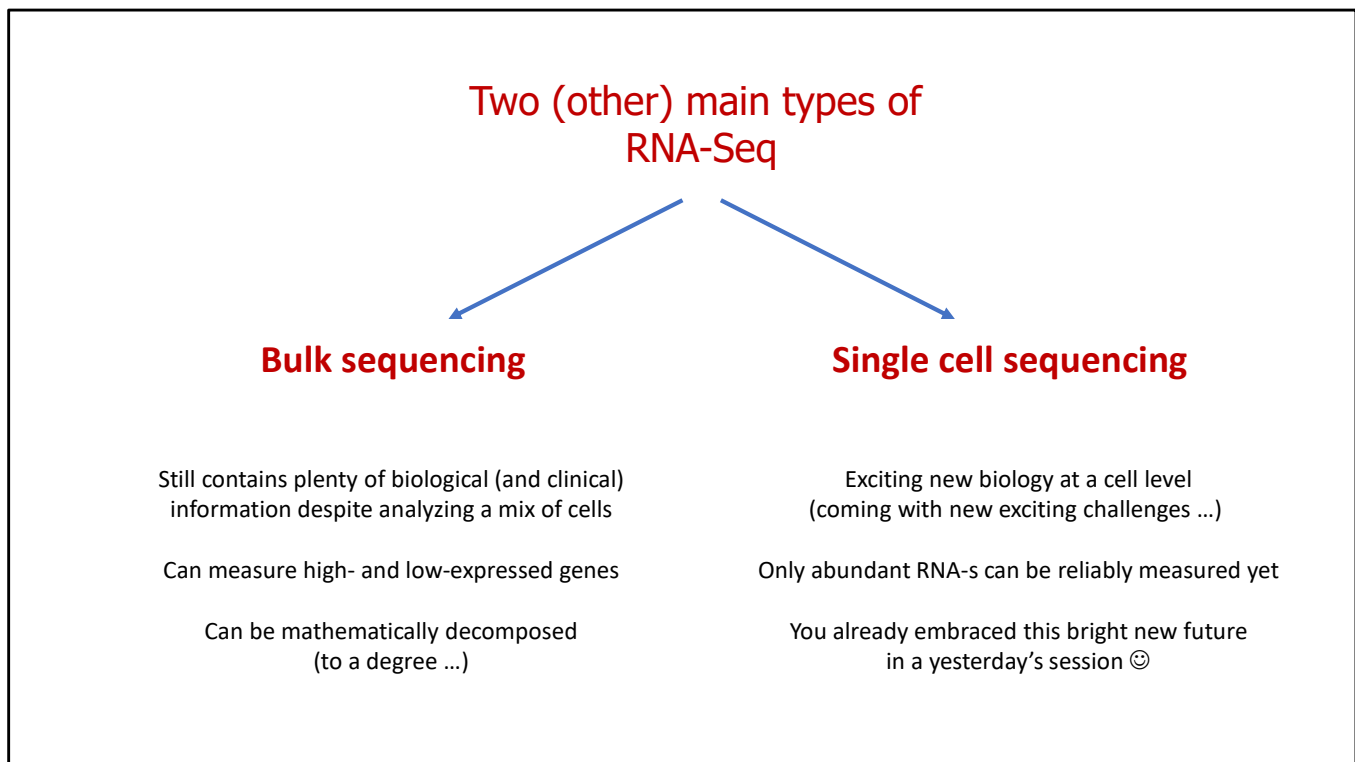 Two (other) main types of
RNA-Seq
Bulk sequencing
Still contains plenty of biological (and clinical)
information despite analyzing a mix of cells
Can measure high- and low-expressed genes
Can be mathematically decomposed
(to a degree …)
Single cell sequencing
Exciting new biology at a cell level
(coming with new exciting challenges …)
Only abundant RNA-s can be reliably measured yet
You already embraced this bright new future
in a yesterday’s session ☺